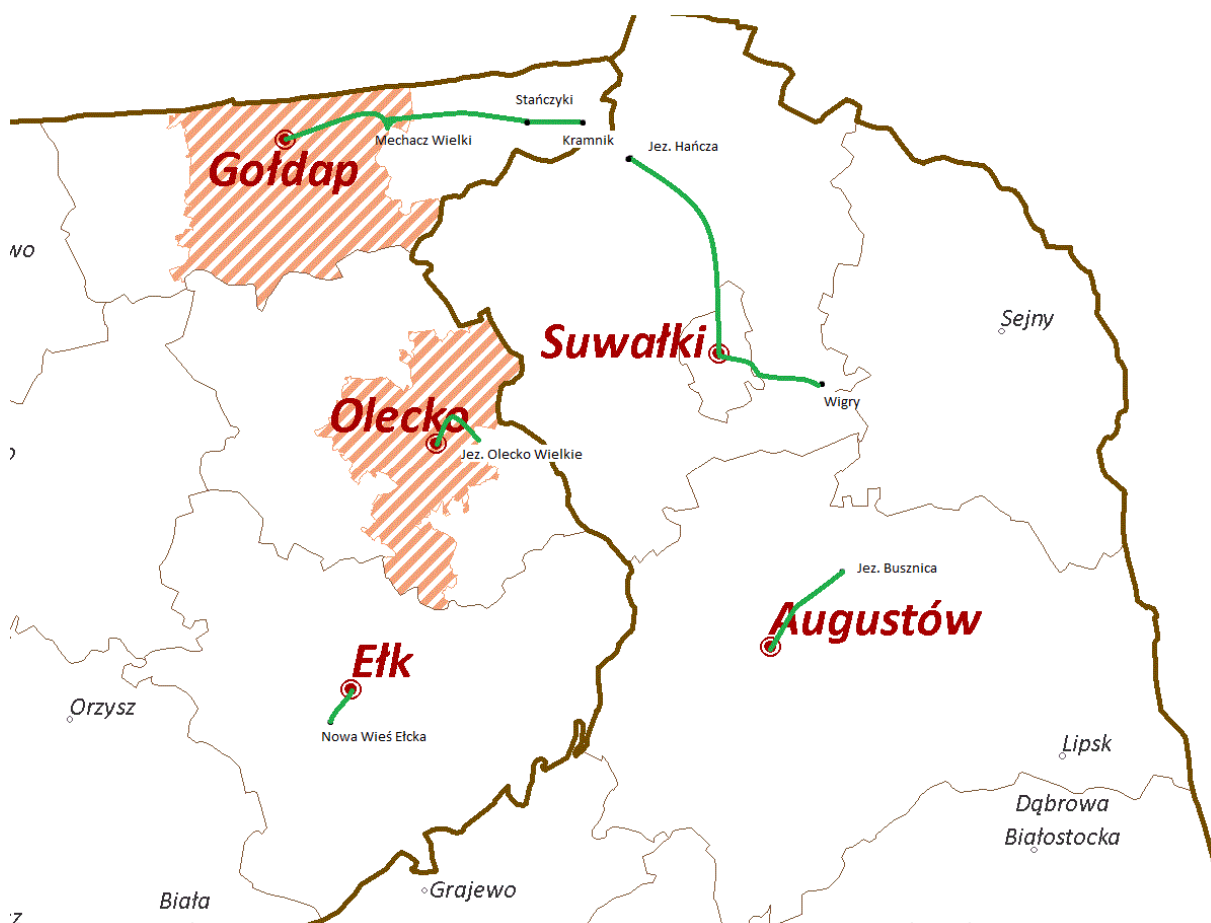 Stańczyki
Mechacz Wielki
Kramnik
Jez. Hańcza
Gołdap
wo
Sejny
Suwałki
Wigry
Olecko
Jez. Olecko Wielkie
Jez. Busznica
Augustów
Ełk
Orzysz
Nowa Wieś Ełcka
Lipsk
Dąbrowa
Białostocka
Biała
Grajewo